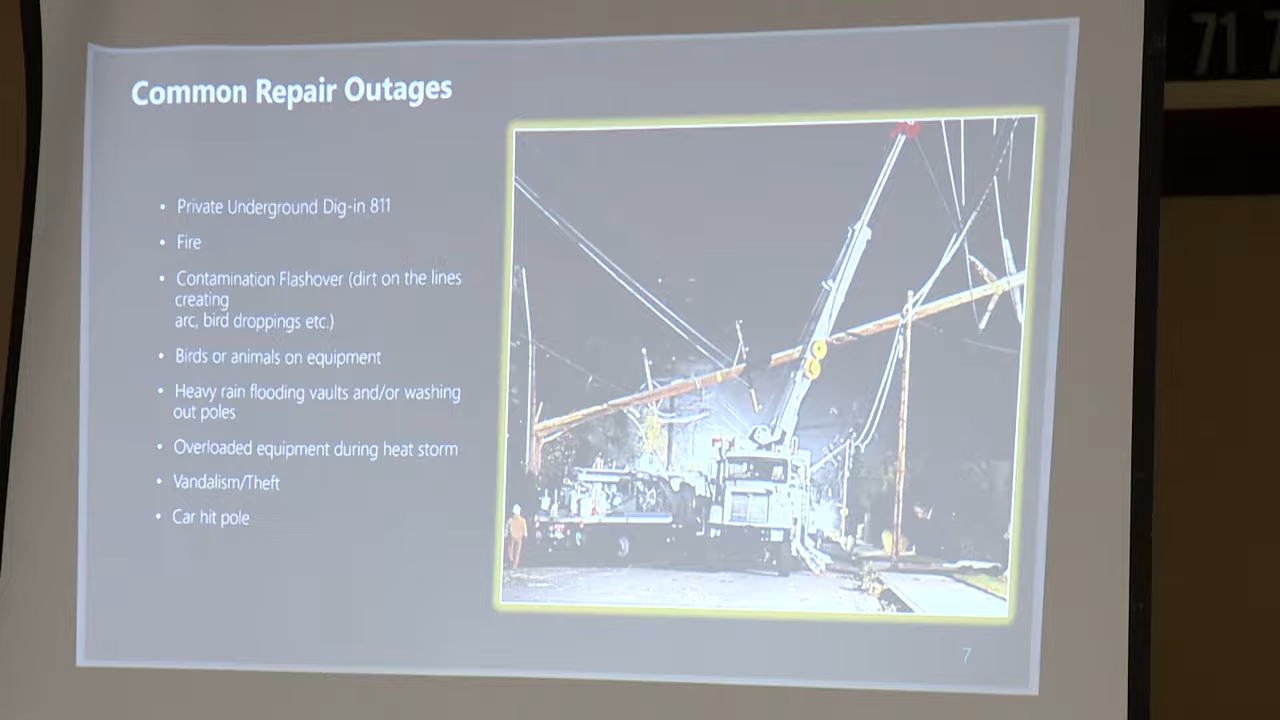 Common Repair Outages
• Private Underground Dig-in 811
• Fire
• Contamination Flashover (dirt on the lines
creating
arc, bird droppings etc.)
• Birds or animals on equipment
• Heavy rain flooding vaults and/or washing
out poles
• Overloaded equipment during heat storm
• Vandalism/Theft
• Car hit pole
7
71